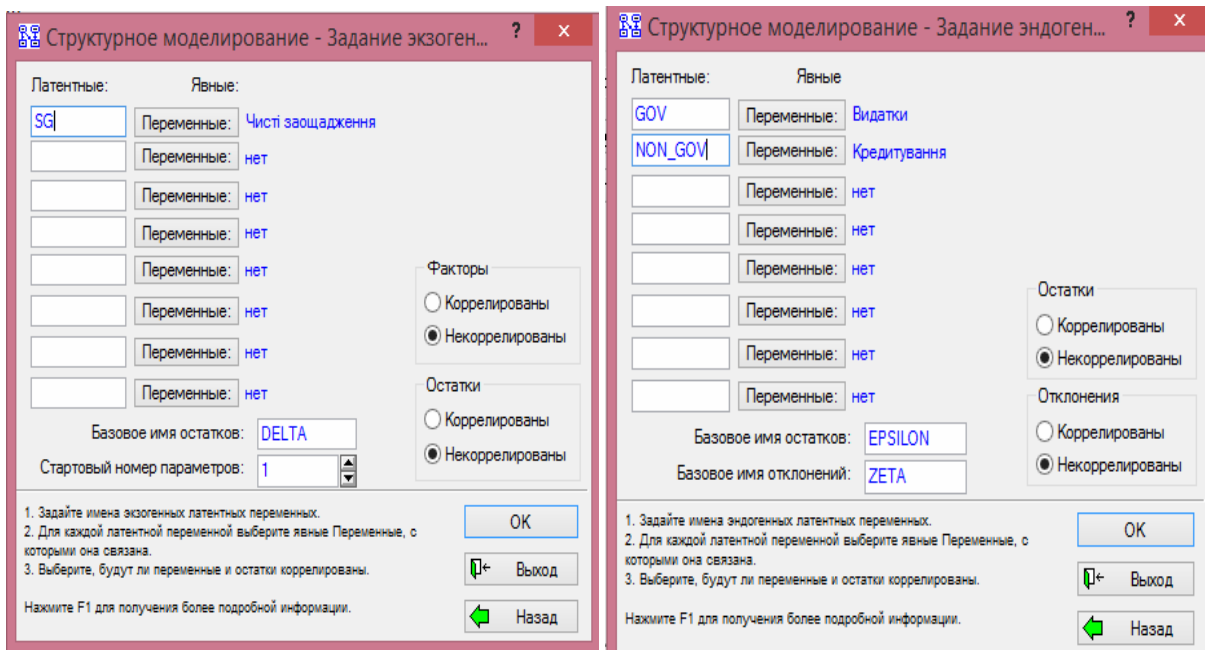 Структурное моделирование - Задание экзоген... ? x
Латентные: Явные:
SG Переменные: Чисті заощадження
Переменные: нет
Переменные: нет
Переменные: нет
Переменные: нет
Переменные: нет
Переменные: нет
Переменные: нет
Факторы
Коррелированы
Некоррелированы
Остатки
Коррелированы
Некоррелированы
Базовое имя остатков: DELTA
Стартовый номер параметров: 1
1. Задайте имена экзогенных латентных переменных.
2. Для каждой латентной переменной выберите явные Переменные, с
которыми она связана.
3. Выберите, будут ли переменные и остатки коррелированы.
Нажмите F1 для получения более подробной информации.
OK
Выход
Назад
Структурное моделирование - Задание эндоген... ? x
Латентные: Явные
GOV Переменные: Видатки
NON_GOV Переменные: Кредитування
Переменные: нет
Переменные: нет
Переменные: нет
Переменные: нет
Переменные: нет
Переменные: нет
Остатки
Коррелированы
Некоррелированы
Отклонения
Коррелированы
Некоррелированы
Базовое имя остатков: EPSILON
Базовое имя отклонений: ZETA
1. Задайте имена эндогенных латентных переменных.
2. Для каждой латентной переменной выберите явные Переменные, с
которыми она связана.
3. Выберите, будут ли переменные и остатки коррелированы.
Нажмите F1 для получения более подробной информации.
OK
Выход
Назад